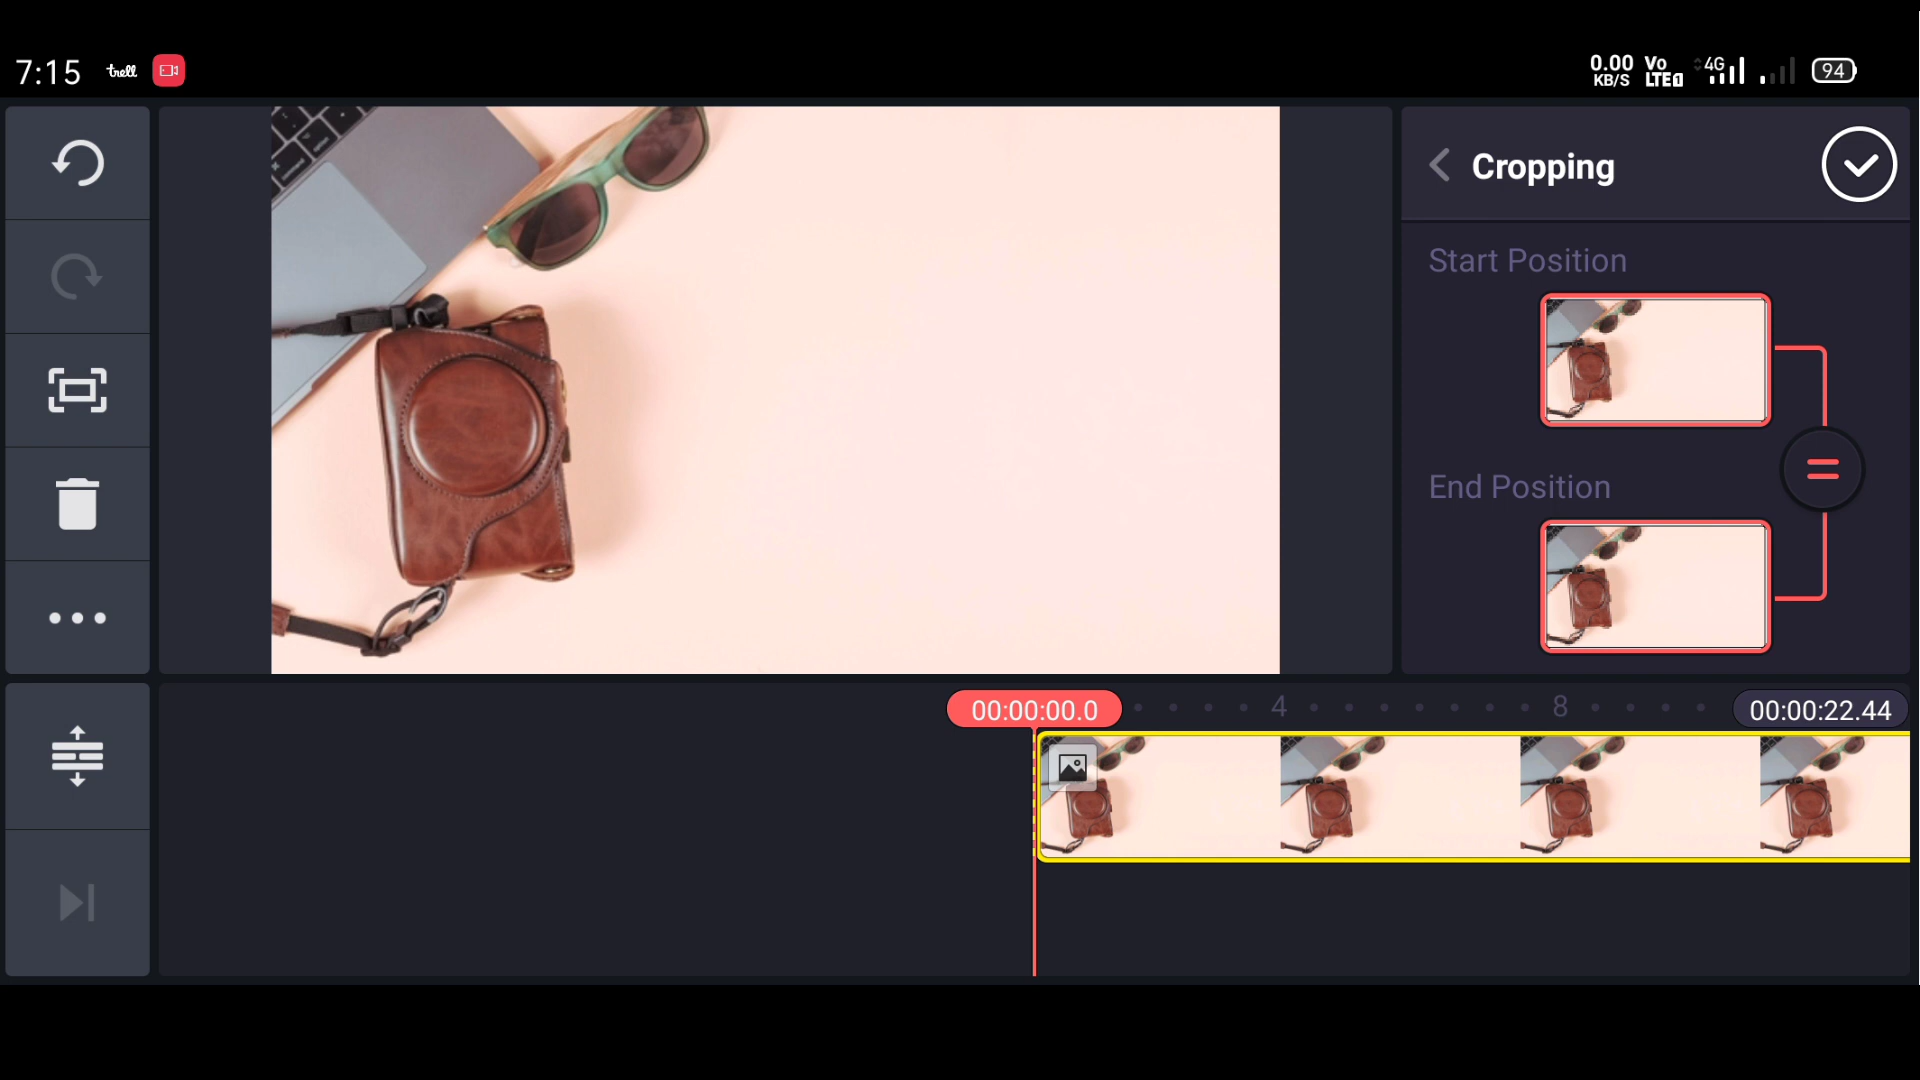 7:15 trell 0.00 KB/S Vo LTE1 4G 94
Cropping
Start Position
End Position
00:00:00.0 4 8 00:00:22.44